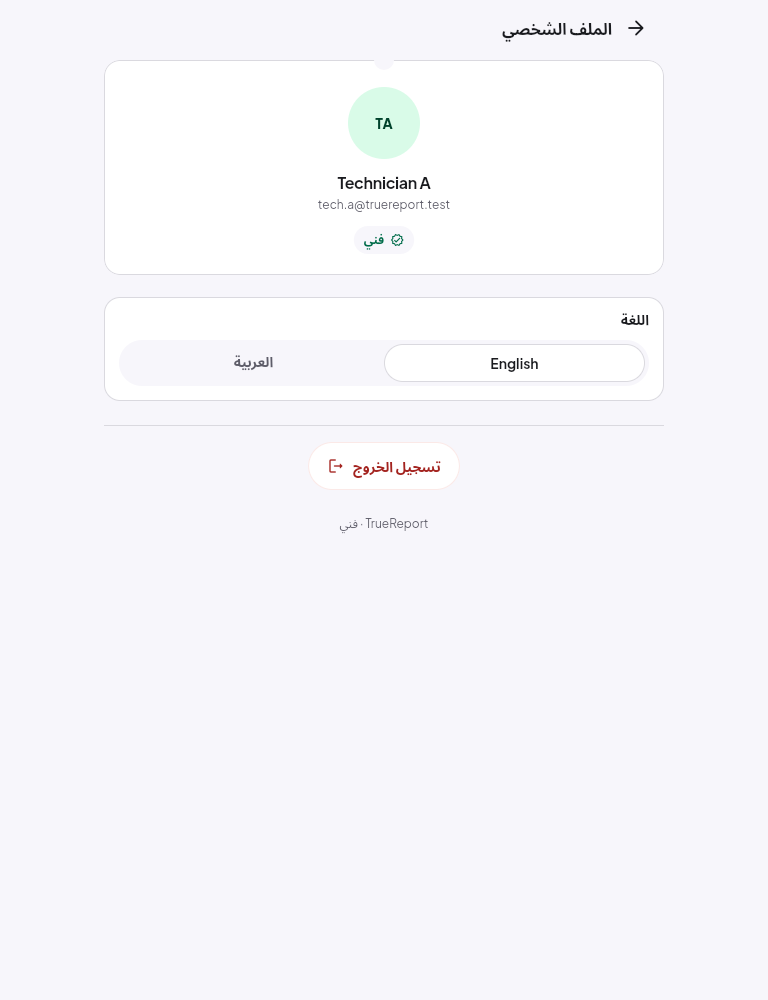 الملف الشخصي
TA
Technician A
tech.a@truereport.test
فني
اللغة
English
العربية
تسجيل الخروج
TrueReport · فني